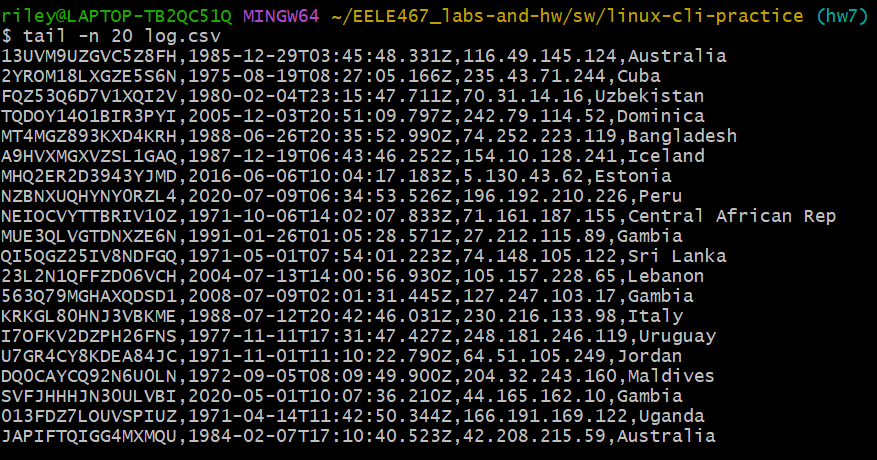 riley@LAPTOP-TB2QC51Q MINGW64 ~/EELE467_labs-and-hw/sw/linux-cli-practice (hw7)
$ tail -n 20 log.csv
13UVM9UZGVC5Z8FH,1985-12-29T03:45:48.331Z,116.49.145.124,Australia
2YROM18LXGZE5S6N,1975-08-19T08:27:05.166Z,235.43.71.244,Cuba
FQZ53Q6D7V1XQI2V,1980-02-04T23:15:47.711Z,70.31.14.16,Uzbekistan
TQDOY14O1BIR3PYI,2005-12-03T20:51:09.797Z,242.79.114.52,Dominica
MT4MGZ893KXD4KRH,1988-06-26T20:35:52.990Z,74.252.223.119,Bangladesh
A9HVXMGXVZSL1GAQ,1987-12-19T06:43:46.252Z,154.10.128.241,Iceland
MHQ2ER2D3943YJMD,2016-06-06T10:04:17.183Z,5.130.43.62,Estonia
NZBNXUQHYNY0RZL4,2020-07-09T06:34:53.526Z,196.192.210.226,Peru
NEIOCVYTTBRIV10Z,1971-10-06T14:02:07.833Z,71.161.187.155,Central African Rep
MUE3QLVGTDNXZE6N,1991-01-26T01:05:28.571Z,27.212.115.89,Gambia
QI5QGZ25IV8NDFGQ,1971-05-01T07:54:01.223Z,74.148.105.122,Sri Lanka
23L2N1QFFZD06VCH,2004-07-13T14:00:56.930Z,105.157.228.65,Lebanon
563Q79MGHAXQDSD1,2008-07-09T02:01:31.445Z,127.247.103.17,Gambia
KRKGL80HNJ3VBKME,1988-07-12T20:42:46.031Z,230.216.133.98,Italy
I7OFKV2DZPH26FNS,1977-11-11T17:31:47.427Z,248.181.246.119,Uruguay
U7GR4CY8KDEA84JC,1971-11-01T11:10:22.790Z,64.51.105.249,Jordan
DQ0CAYCQ92N6U0LN,1972-09-05T08:09:49.900Z,204.32.243.160,Maldives
SVFJHHHJN30ULVBI,2020-05-01T10:07:36.210Z,44.165.162.10,Gambia
013FDZ7LOUVSPIUZ,1971-04-14T11:42:50.344Z,166.191.169.122,Uganda
JAPIFTQIGG4MXMQU,1984-02-07T17:10:40.523Z,42.208.215.59,Australia